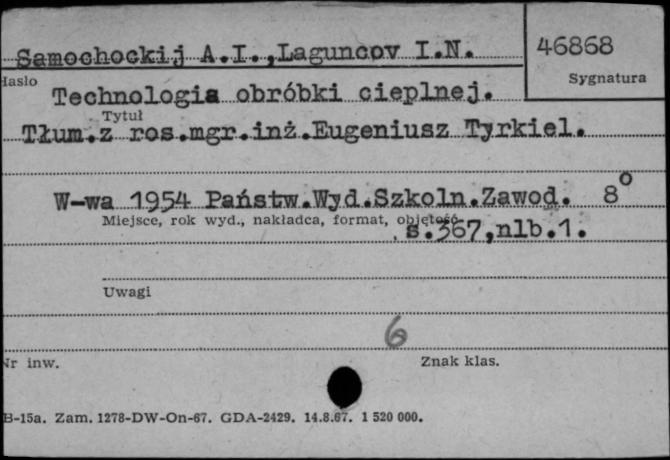 Samochockij A.I.,Laguncov I.N.
46868
Hasło
Sygnatura
Technologia obróbki cieplnej.
Tytuł
Tłum.z ros.mgr.inż.Eugeniusz Tyrkiel.
W-wa 1954 Państw.Wyd.Szkoln.Zawod. 8°
Miejsce, rok wyd., nakładca, format, objętość
s.367,nlb.1.
Uwagi
6
Nr inw.
Znak klas.
B-15a. Zam. 1278-DW-On-67. GDA-2429. 14.8.67. 1 520 000.